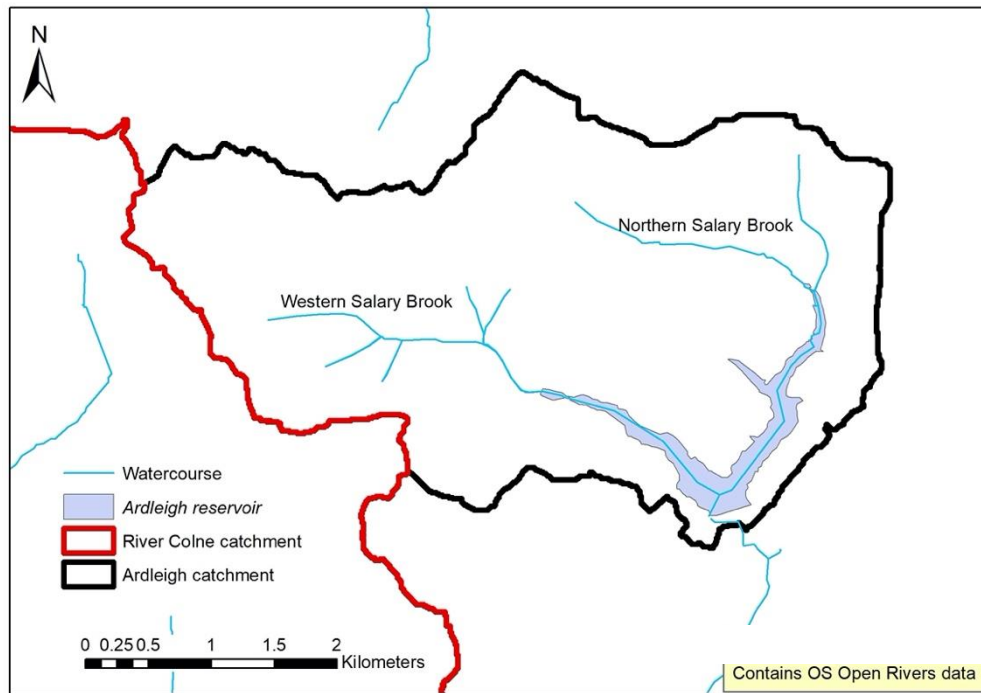 N
Northern Salary Brook
Western Salary Brook
Watercourse
Ardleigh reservoir
River Colne catchment
Ardleigh catchment
0 0.25 0.5 1 1.5 2
Kilometers
Contains OS Open Rivers data